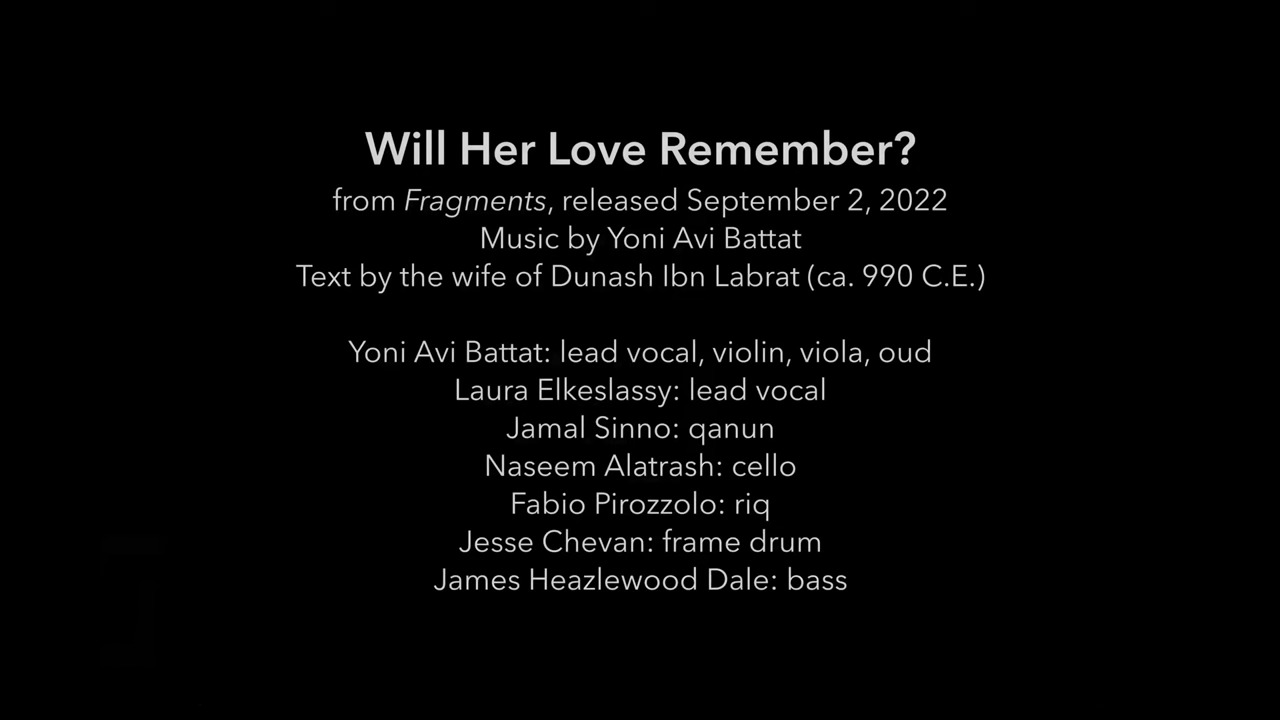 Will Her Love Remember?
from Fragments, released September 2, 2022
Music by Yoni Avi Battat
Text by the wife of Dunash Ibn Labrat (ca. 990 C.E.)
Yoni Avi Battat: lead vocal, violin, viola, oud
Laura Elkeslassy: lead vocal
Jamal Sinno: qanun
Naseem Alatrash: cello
Fabio Pirozzolo: riq
Jesse Chevan: frame drum
James Heazlewood Dale: bass